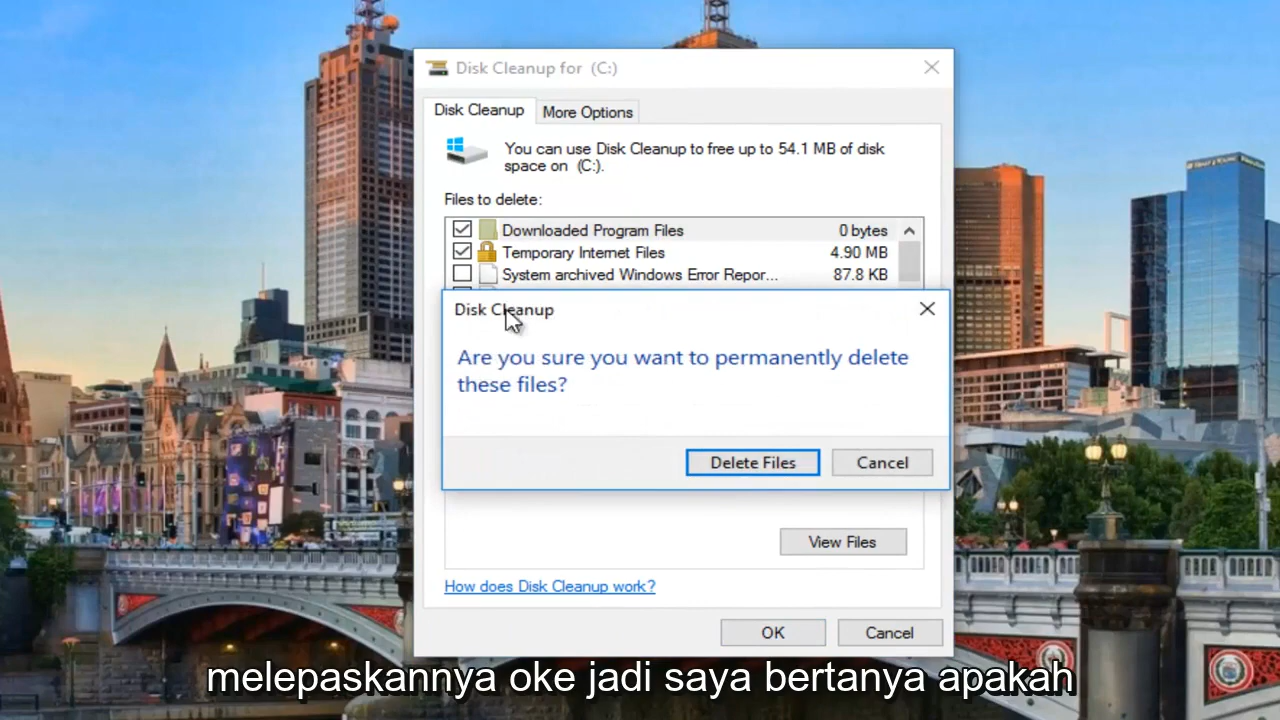 Disk Cleanup for (C:)
Disk Cleanup
More Options
You can use Disk Cleanup to free up to 54.1 MB of disk
space on (C:).
Files to delete:
Downloaded Program Files 0 bytes
Temporary Internet Files 4.90 MB
System archived Windows Error Repor... 87.8 KB
Disk Cleanup
Are you sure you want to permanently delete
these files?
Delete Files
Cancel
View Files
How does Disk Cleanup work?
OK
Cancel
melepaskannya oke jadi saya bertanya apakah